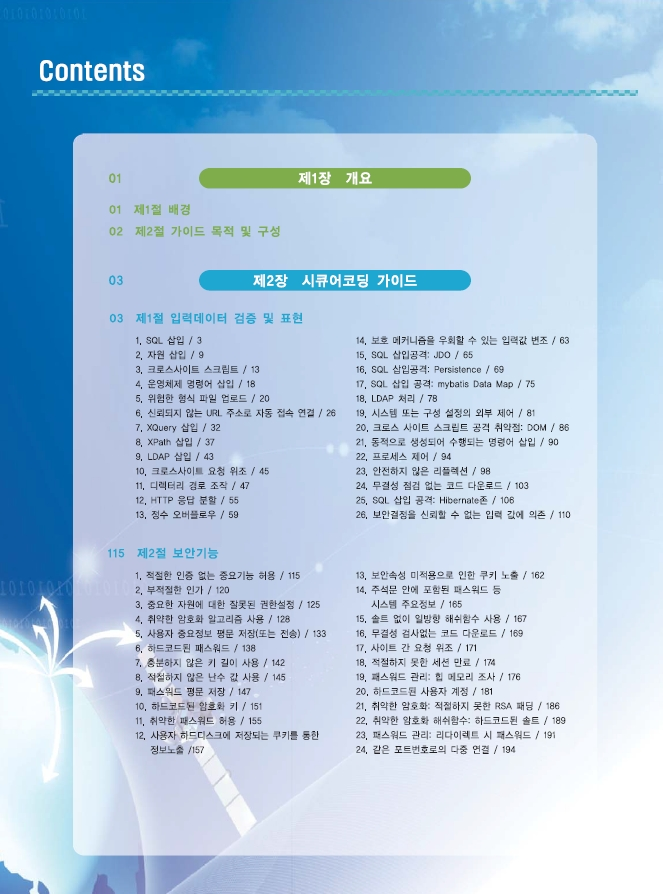 Contents
01 제1장 개요
01 제1절 배경
02 제2절 가이드 목적 및 구성
03 제2장 시큐어코딩 가이드
03 제1절 입력데이터 검증 및 표현
1. SQL 삽입 / 3
2. 자원 삽입 / 9
3. 크로스사이트 스크립트 / 13
4. 운영체제 명령어 삽입 / 18
5. 위험한 형식 파일 업로드 / 20
6. 신뢰되지 않는 URL 주소로 자동 접속 연결 / 26
7. XQuery 삽입 / 32
8. XPath 삽입 / 37
9. LDAP 삽입 / 43
10. 크로스사이트 요청 위조 / 45
11. 디렉터리 경로 조작 / 47
12. HTTP 응답 분할 / 55
13. 정수 오버플로우 / 59
14. 보호 메커니즘을 우회할 수 있는 입력값 변조 / 63
15. SQL 삽입공격: JDO / 65
16. SQL 삽입공격: Persistence / 69
17. SQL 삽입 공격: mybatis Data Map / 75
18. LDAP 처리 / 78
19. 시스템 또는 구성 설정의 외부 제어 / 81
20. 크로스 사이트 스크립트 공격 취약점: DOM / 86
21. 동적으로 생성되어 수행되는 명령어 삽입 / 90
22. 프로세스 제어 / 94
23. 안전하지 않은 리플렉션 / 98
24. 무결성 점검 없는 코드 다운로드 / 103
25. SQL 삽입 공격: Hibernate존 / 106
26. 보안결정을 신뢰할 수 없는 입력 값에 의존 / 110
115 제2절 보안기능
1. 적절한 인증 없는 중요기능 허용 / 115
2. 부적절한 인가 / 120
3. 중요한 자원에 대한 잘못된 권한설정 / 125
4. 취약한 암호화 알고리즘 사용 / 128
5. 사용자 중요정보 평문 저장(또는 전송) / 133
6. 하드코드된 패스워드 / 138
7. 충분하지 않은 키 길이 사용 / 142
8. 적절하지 않은 난수 값 사용 / 145
9. 패스워드 평문 저장 / 147
10. 하드코드된 암호화 키 / 151
11. 취약한 패스워드 허용 / 155
12. 사용자 하드디스크에 저장되는 쿠키를 통한
정보노출 /157
13. 보안속성 미적용으로 인한 쿠키 노출 / 162
14. 주석문 안에 포함된 패스워드 등
시스템 주요정보 / 165
15. 솔트 없이 일방향 해쉬함수 사용 / 167
16. 무결성 검사없는 코드 다운로드 / 169
17. 사이트 간 요청 위조 / 171
18. 적절하지 못한 세션 만료 / 174
19. 패스워드 관리: 힙 메모리 조사 / 176
20. 하드코드된 사용자 계정 / 181
21. 취약한 암호화: 적절하지 못한 RSA 패딩 / 186
22. 취약한 암호화 해쉬함수: 하드코드된 솔트 / 189
23. 패스워드 관리: 리다이렉트 시 패스워드 / 191
24. 같은 포트번호로의 다중 연결 / 194